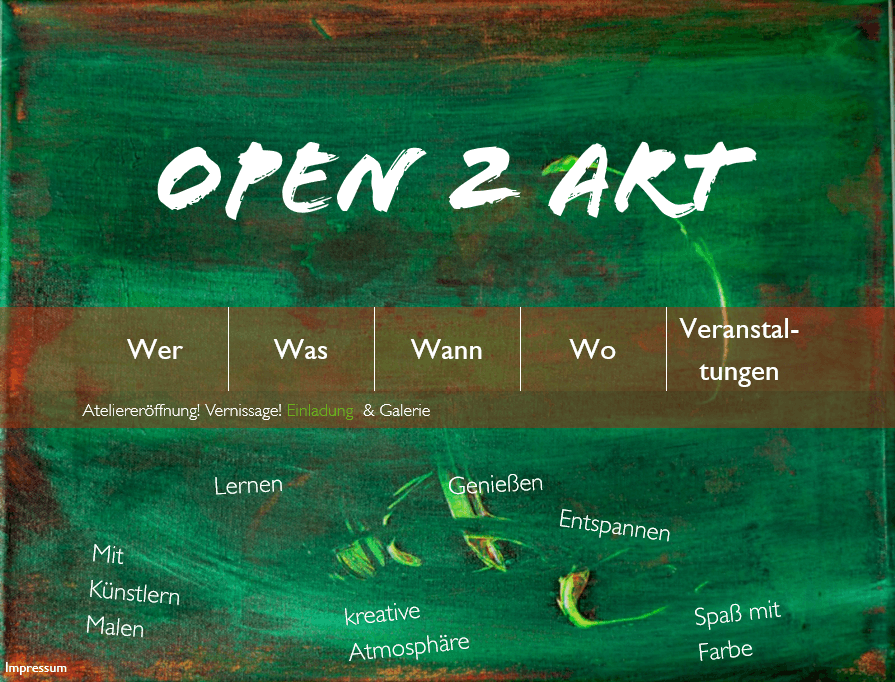 OPEN 2 ART
Wer
Was
Wann
Wo
Veranstal-
tungen
Ateliereröffnung! Vernissage! Einladung & Galerie
Lernen
Genießen
Entspannen
Mit
Künstlern
Malen
kreative
Atmosphäre
Spaß mit
Farbe
Impressum